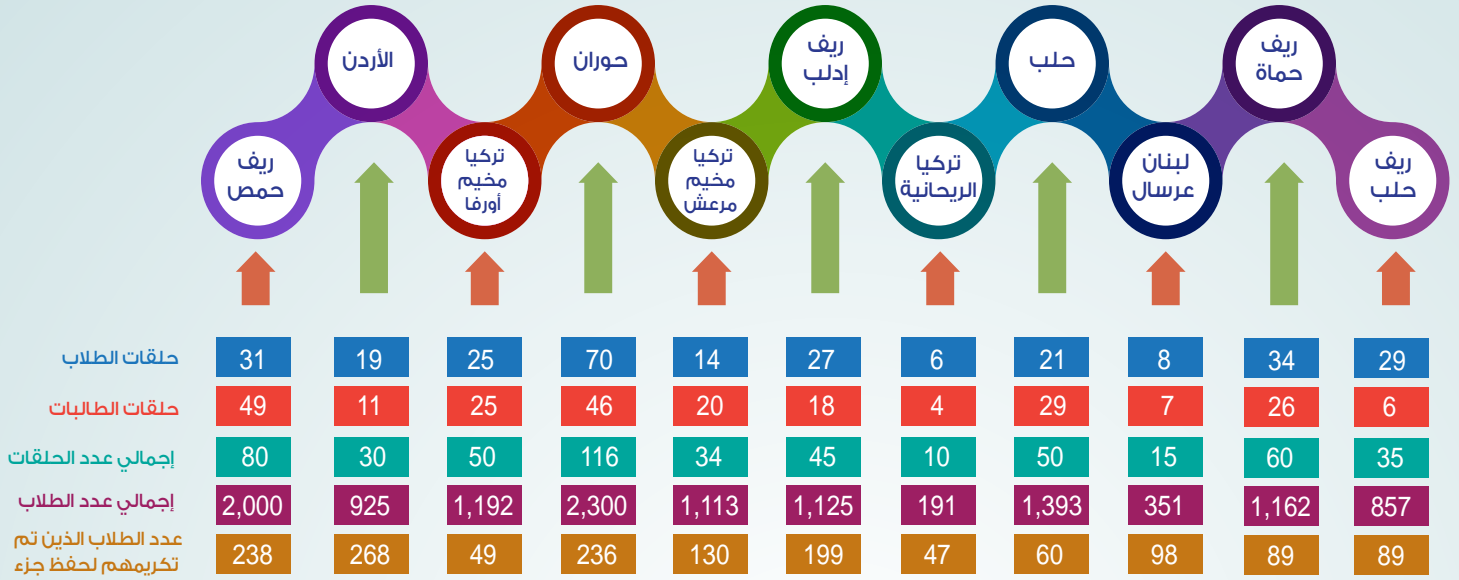 ريف
حماة
حلب
ريف
إدلب
حوران
الأردن
ريف
حلب
لبنان
عرسال
تركيا
الريحانية
تركيا
مخيم
مرعش
تركيا
مخيم
أورفا
ريف
حمص
حلقات الطلاب 31 19 25 70 14 27 6 21 8 34 29
حلقات الطالبات 49 11 25 46 20 18 4 29 7 26 6
إجمالي عدد الحلقات 80 30 50 116 34 45 10 50 15 60 35
إجمالي عدد الطلاب 2,000 925 1,192 2,300 1,113 1,125 191 1,393 351 1,162 857
عدد الطلاب الذين تم
تكريمهم لحفظ جزء 238 268 49 236 130 199 47 60 98 89 89